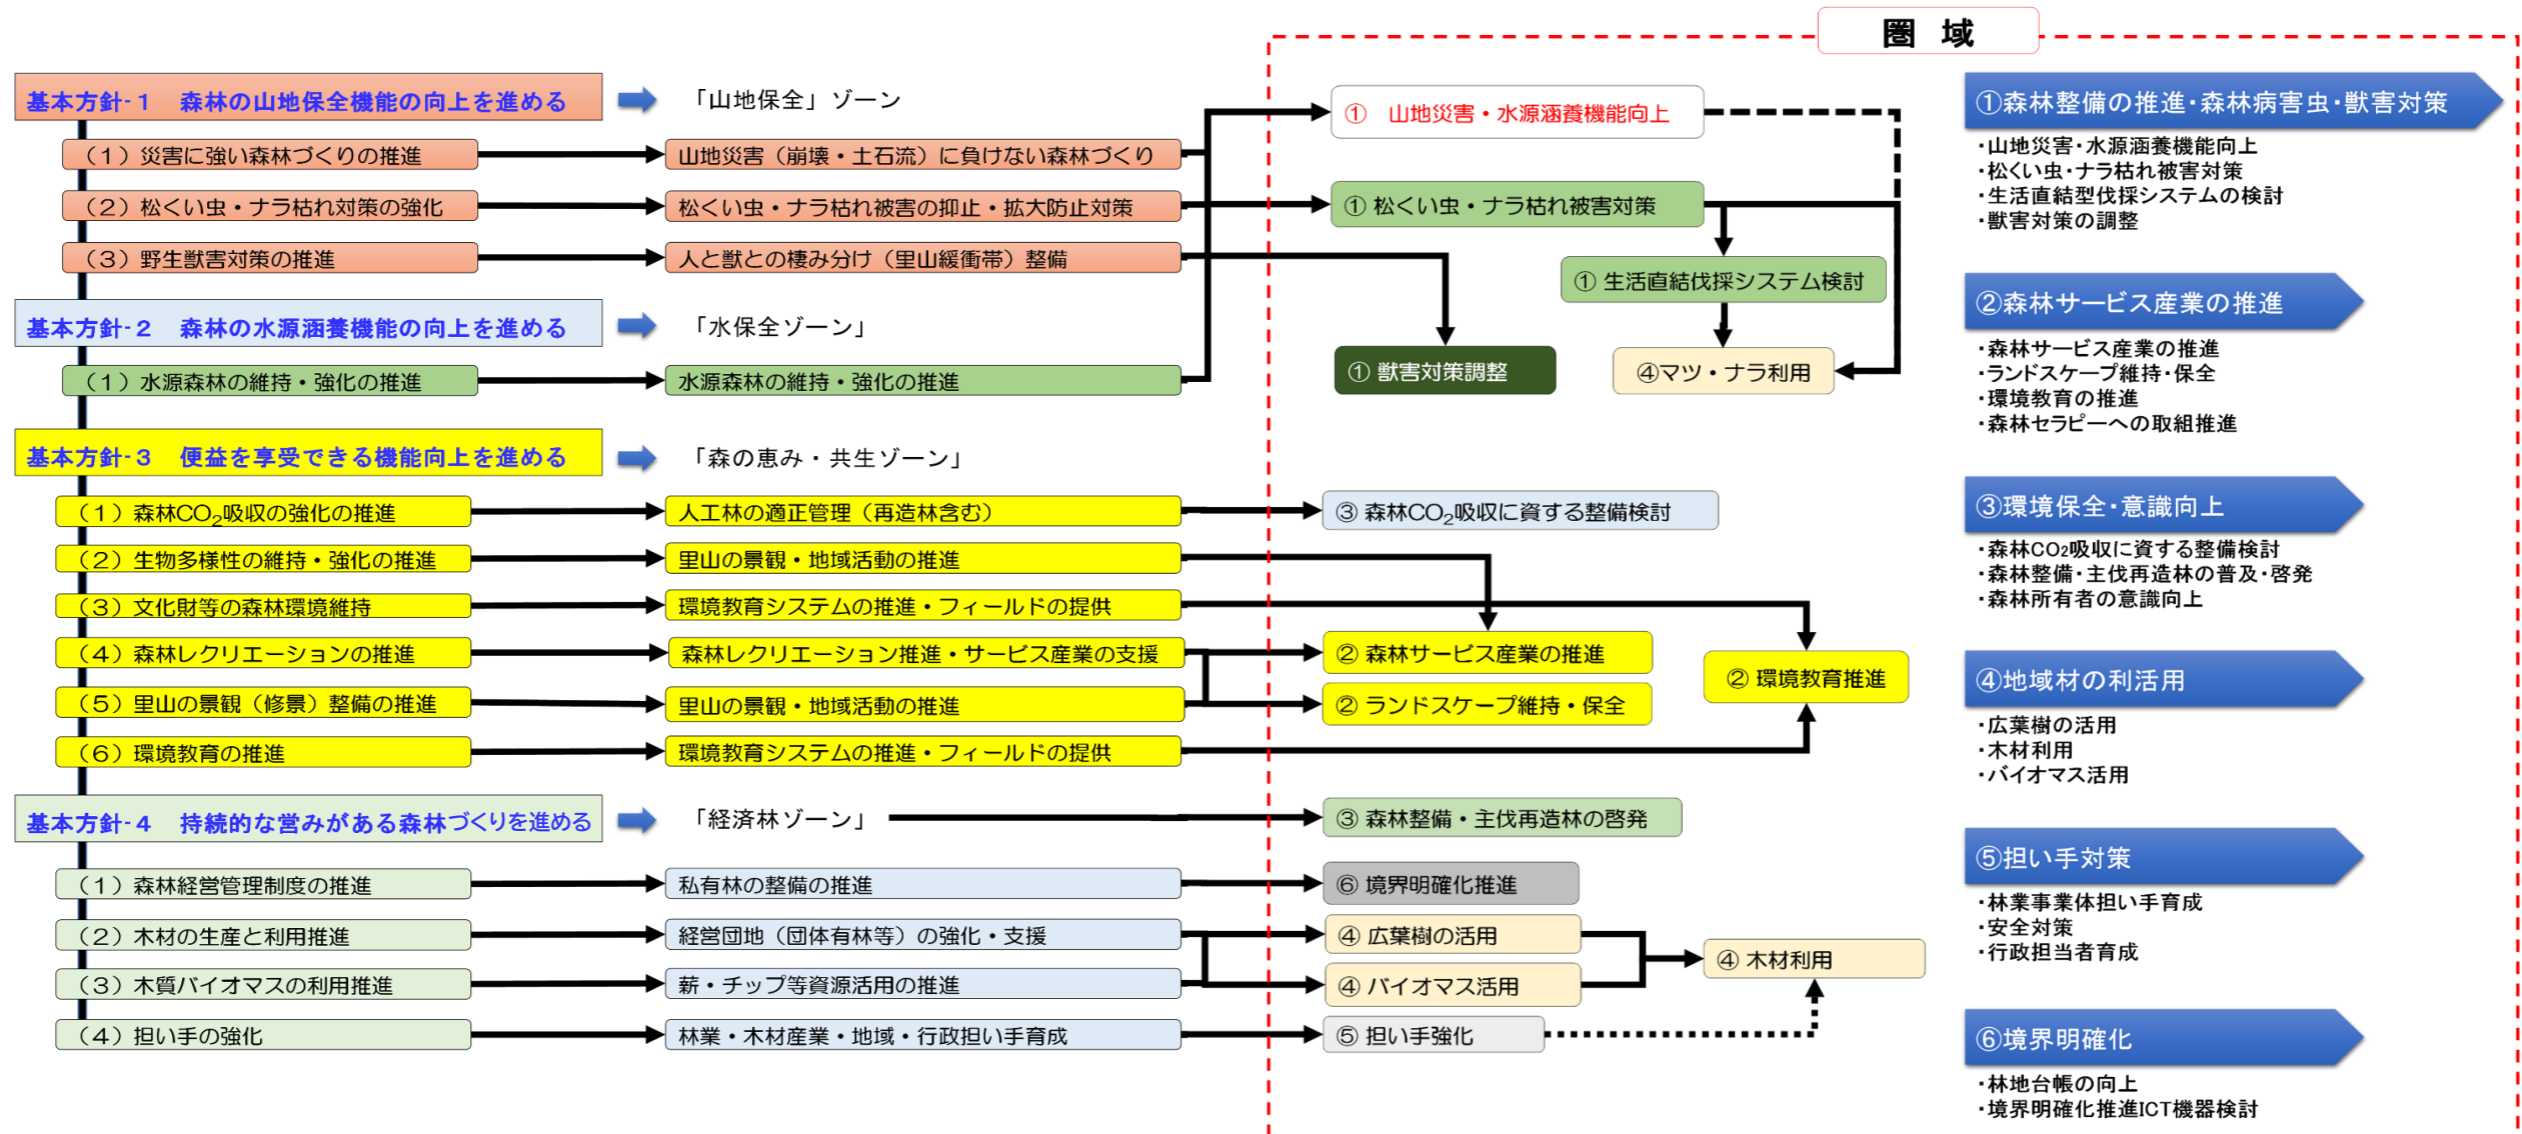 圏 域
基本方針-1 森林の山地保全機能の向上を進める
「山地保全」ゾーン
(1)災害に強い森林づくりの推進
山地災害(崩壊・土石流)に負けない森林づくり
(2)松くい虫・ナラ枯れ対策の強化
松くい虫・ナラ枯れ被害の抑止・拡大防止対策
(3)野生獣害対策の推進
人と獣との棲み分け(里山緩衝帯)整備
基本方針-2 森林の水源涵養機能の向上を進める
「水保全ゾーン」
(1)水源森林の維持・強化の推進
水源森林の維持・強化の推進
基本方針-3 便益を享受できる機能向上を進める
「森の恵み・共生ゾーン」
(1)森林CO₂吸収の強化の推進
人工林の適正管理(再造林含む)
(2)生物多様性の維持・強化の推進
里山の景観・地域活動の推進
(3)文化財等の森林環境維持
環境教育システムの推進・フィールドの提供
(4)森林レクリエーションの推進
森林レクリエーション推進・サービス産業の支援
(5)里山の景観(修景)整備の推進
里山の景観・地域活動の推進
(6)環境教育の推進
環境教育システムの推進・フィールドの提供
基本方針-4 持続的な営みがある森林づくりを進める
「経済林ゾーン」
(1)森林経営管理制度の推進
私有林の整備の推進
(2)木材の生産と利用推進
経営団地(団体有林等)の強化・支援
(3)木質バイオマスの利用推進
薪・チップ等資源活用の推進
(4)担い手の強化
林業・木材産業・地域・行政担い手育成
① 山地災害・水源涵養機能向上
① 松くい虫・ナラ枯れ被害対策
① 生活直結伐採システム検討
① 獣害対策調整
④マツ・ナラ利用
③ 森林CO₂吸収に資する整備検討
② 森林サービス産業の推進
② 環境教育推進
② ランドスケープ維持・保全
③ 森林整備・主伐再造林の啓発
⑥ 境界明確化推進
④ 広葉樹の活用
④ 木材利用
④ バイオマス活用
⑤ 担い手強化
①森林整備の推進・森林病害虫・獣害対策
・山地災害・水源涵養機能向上
・松くい虫・ナラ枯れ被害対策
・生活直結型伐採システムの検討
・獣害対策の調整
②森林サービス産業の推進
・森林サービス産業の推進
・ランドスケープ維持・保全
・環境教育の推進
・森林セラピーへの取組推進
③環境保全・意識向上
・森林CO₂吸収に資する整備検討
・森林整備・主伐再造林の普及・啓発
・森林所有者の意識向上
④地域材の利活用
・広葉樹の活用
・木材利用
・バイオマス活用
⑤担い手対策
・林業事業体担い手育成
・安全対策
・行政担当者育成
⑥境界明確化
・林地台帳の向上
・境界明確化推進ICT機器検討